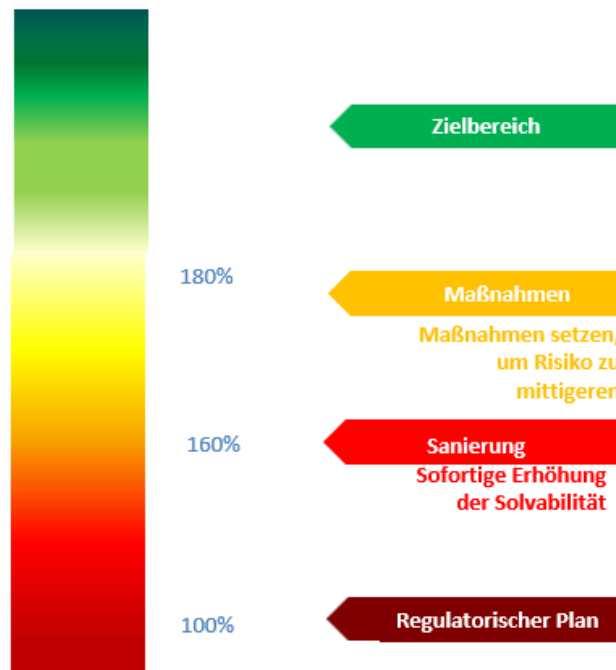 Zielbereich
180%
Maßnahmen
Maßnahmen setzen,
um Risiko zu
mittigeren
160%
Sanierung
Sofortige Erhöhung
der Solvabilität
100%
Regulatorischer Plan